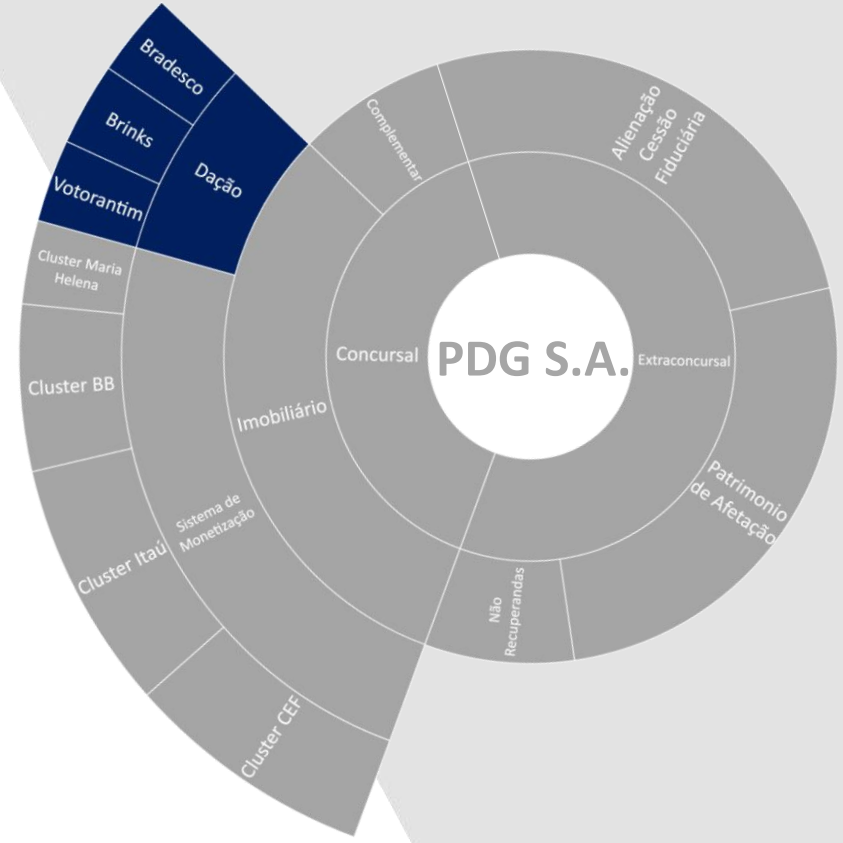 Bradesco
Brinks
Votorantim
Dação
Cluster Maria
Helena
Cluster BB
Cluster Itaú
Cluster CEF
Sistema de
Monetização
Imobiliário
Complementar
Concursal
PDG S.A.
Extraconcursal
Alienação
Cessão
Fiduciária
Patrimonio
de Afetação
Não
Recuperandas